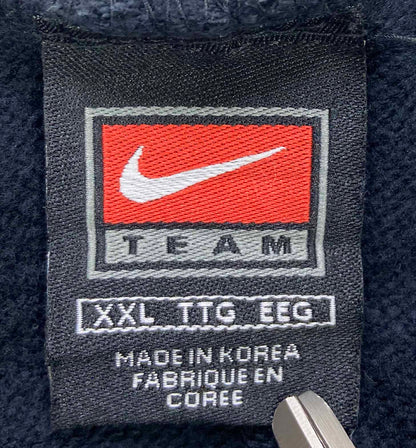 TEAM
XXL TTG EEG
MADE IN KOREA
FABRIQUE EN
COREE